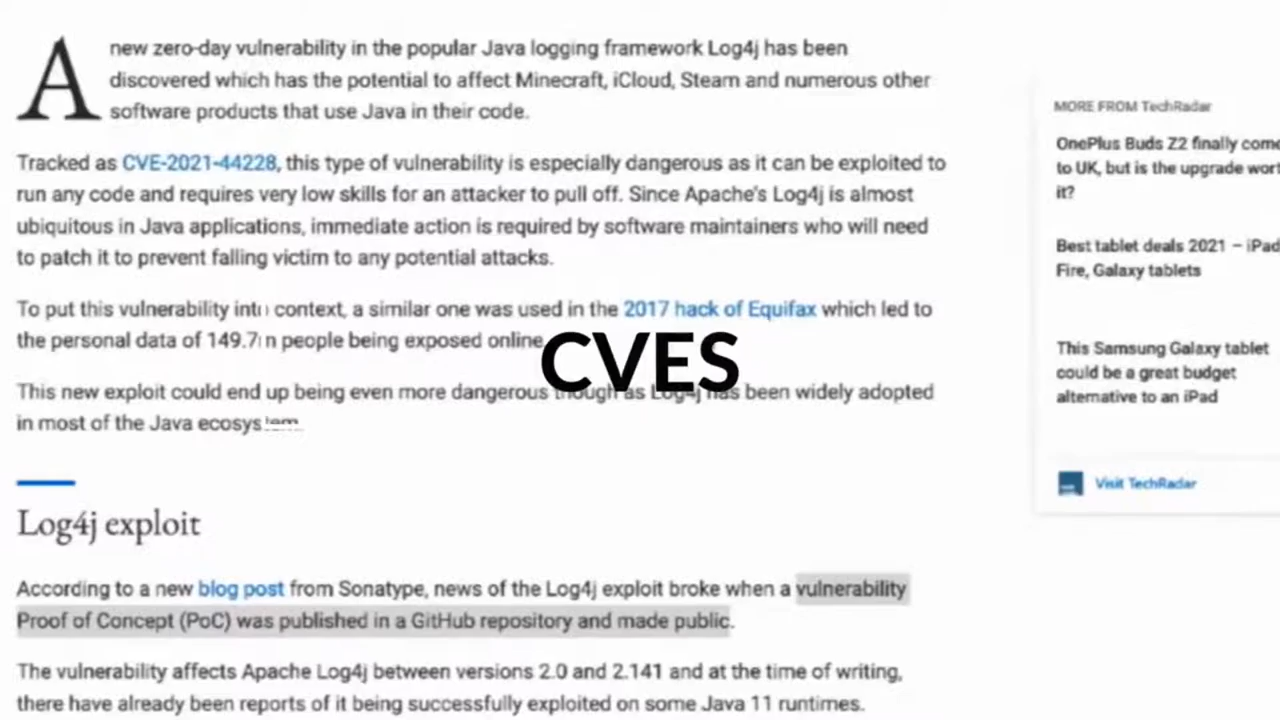 A new zero-day vulnerability in the popular Java logging framework Log4j has been
discovered which has the potential to affect Minecraft, iCloud, Steam and numerous other
software products that use Java in their code.
Tracked as CVE-2021-44228, this type of vulnerability is especially dangerous as it can be exploited to
run any code and requires very low skills for an attacker to pull off. Since Apache's Log4j is almost
ubiquitous in Java applications, immediate action is required by software maintainers who will need
to patch it to prevent falling victim to any potential attacks.
To put this vulnerability into context, a similar one was used in the 2017 hack of Equifax which led to
the personal data of 149.7 people being exposed online.
CVES
This new exploit could end up being even more dangerous though as Log4j has been widely adopted
in most of the Java ecosystem.
Log4j exploit
According to a new blog post from Sonatype, news of the Log4j exploit broke when a vulnerability
Proof of Concept (PoC) was published in a GitHub repository and made public.
The vulnerability affects Apache Log4j between versions 2.0 and 2.141 and at the time of writing,
there have already been reports of it being successfully exploited on some Java 11 runtimes.
MORE FROM TechRadar
OnePlus Buds Z2 finally come
to UK, but is the upgrade wort
it?
Best tablet deals 2021 – iPad
Fire, Galaxy tablets
This Samsung Galaxy tablet
could be a great budget
alternative to an iPad
Visit TechRadar